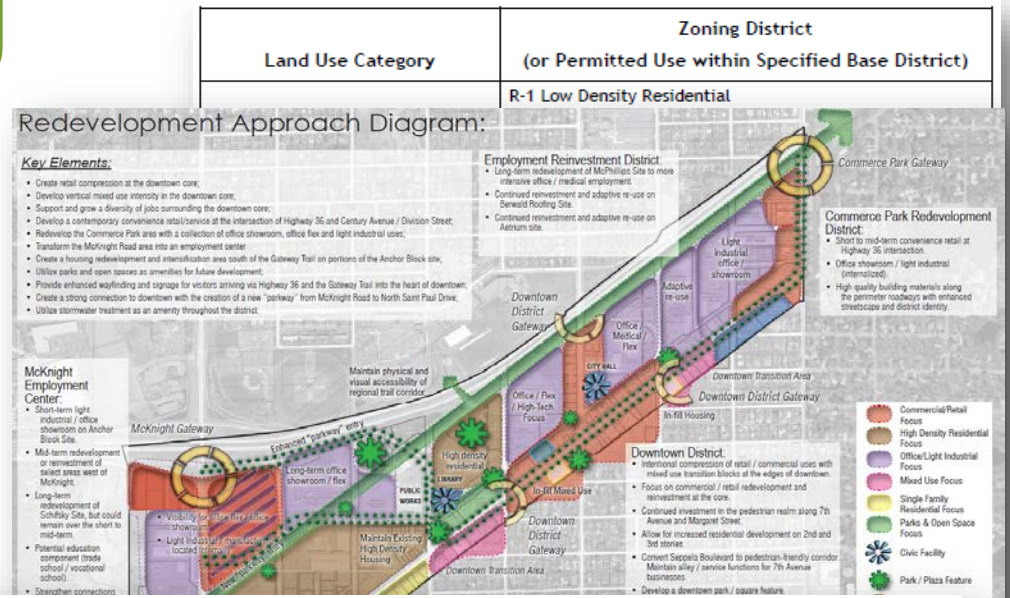 Land Use Category
Zoning District
(or Permitted Use within Specified Base District)
R-1 Low Density Residential
Redevelopment Approach Diagram:
Key Elements:
• Create retail compression at the downtown core;
• Develop vertical mixed use intensity in the downtown core;
• Support and grow a diversity of jobs surrounding the downtown core;
• Develop a contemporary convenience retail/service at the intersection of Highway 36 and Century Avenue / Division Street;
• Redevelop the Commerce Park area with a collection of office showroom, office flex and light industrial uses;
• Transform the McKnight Road area into an employment center
• Create a housing redevelopment and intensification area south of the Gateway Trail on portions of the Anchor Block site;
• Utilize parks and open spaces as amenities for future development;
• Provide enhanced wayfinding and signage for visitors arriving via Highway 36 and the Gateway Trail into the heart of downtown;
• Create a strong connection to downtown with the creation of a new "parkway" from McKnight Road to North Saint Paul Drive;
• Utilize stormwater treatment as an amenity throughout the district.
Employment Reinvestment District:
• Long-term redevelopment of McPhillips Site to more
intensive office / medical employment.
• Continued reinvestment and adaptive re-use on
Berwald Roofing Site.
• Continued reinvestment and adaptive re-use on
Aetrium site.
Commerce Park Gateway
Commerce Park Redevelopment
District:
• Short to mid-term convenience retail at
Highway 36 intersection.
• Office showroom / light industrial
(internalized).
• High quality building materials along
the perimeter roadways with enhanced
streetscape and district identity.
Light
industrial
office /
showroom
Adaptive
re-use
Downtown
District
Gateway
Office /
Medical /
Flex
CITY HALL
Downtown Transition Area
Downtown District Gateway
In-fill Housing
Maintain physical and
visual accessibility of
regional trail corridor
Office / Flex
/ High-Tech
Focus
McKnight
Employment
Center:
• Short-term light
industrial / office
showroom on Anchor
Block Site.
• Mid-term redevelopment
or reinvestment of
select areas west of
McKnight.
• Long-term
redevelopment of
Schifsky Site, but could
remain over the short to
mid-term.
• Potential education
component (trade
school / vocational
school).
• Strengthen connections
McKnight Gateway
Enhanced "parkway" entry
Long-term office
showroom / flex
High density
residential
LIBRARY
PUBLIC
WORKS
In-fill Mixed Use
• Visibility for office flex / office
showroom
• Light industrial / manufacturing
located internally
Maintain Existing
High Density
Housing
Downtown
District
Gateway
Downtown Transition Area
Downtown District:
• Intentional compression of retail / commercial uses with
mixed use transition blocks at the edges of downtown.
• Focus on commercial / retail redevelopment and
reinvestment at the core.
• Continued investment in the pedestrian realm along 7th
Avenue and Margaret Street.
• Allow for increased residential development on 2nd and
3rd stories.
• Convert Seppela Boulevard to pedestrian-friendly corridor.
Maintain alley / service functions for 7th Avenue
businesses.
• Develop a downtown park / square feature.
Commercial/Retail
Focus
High Density Residential
Focus
Office/Light Industrial
Focus
Mixed Use Focus
Single Family
Residential Focus
Parks & Open Space
Focus
Civic Facility
Park / Plaza Feature